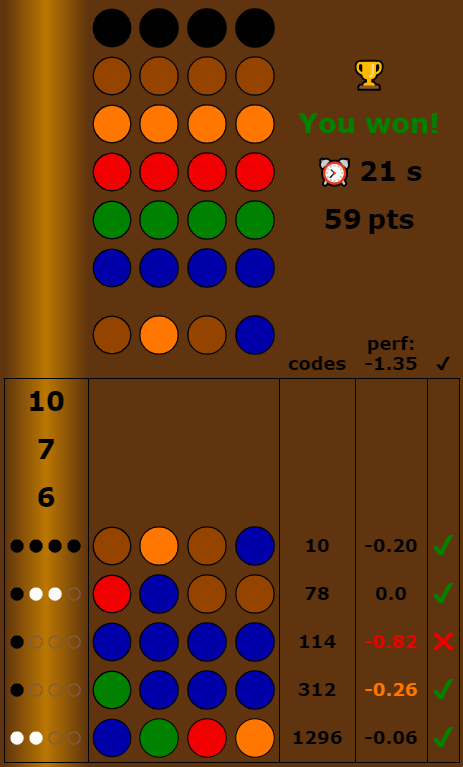 You won!
21 s
59 pts
perf:
codes -1.35 ✓
10
7
6
10 -0.20 ✓
78 0.0 ✓
114 -0.82 ✕
312 -0.26 ✓
1296 -0.06 ✓